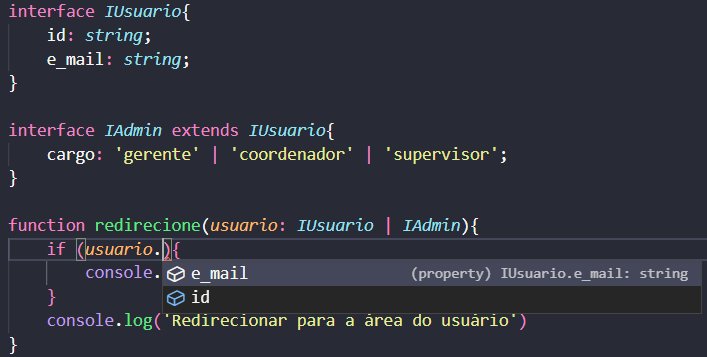 interface IUsuario{
id: string;
e_mail: string;
}
interface IAdmin extends IUsuario{
cargo: 'gerente' | 'coordenador' | 'supervisor';
}
function redirecione(usuario: IUsuario | IAdmin){
if (usuario.){
console.
e_mail (property) IUsuario.e_mail: string
id
}
console.log('Redirecionar para a área do usuário')
}